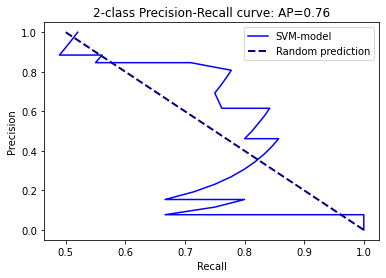 2-class Precision-Recall curve: AP=0.76
SVM-model
Random prediction
Precision
1.0
0.8
0.6
0.4
0.2
0.0
0.5
0.6
0.7
0.8
0.9
1.0
Recall